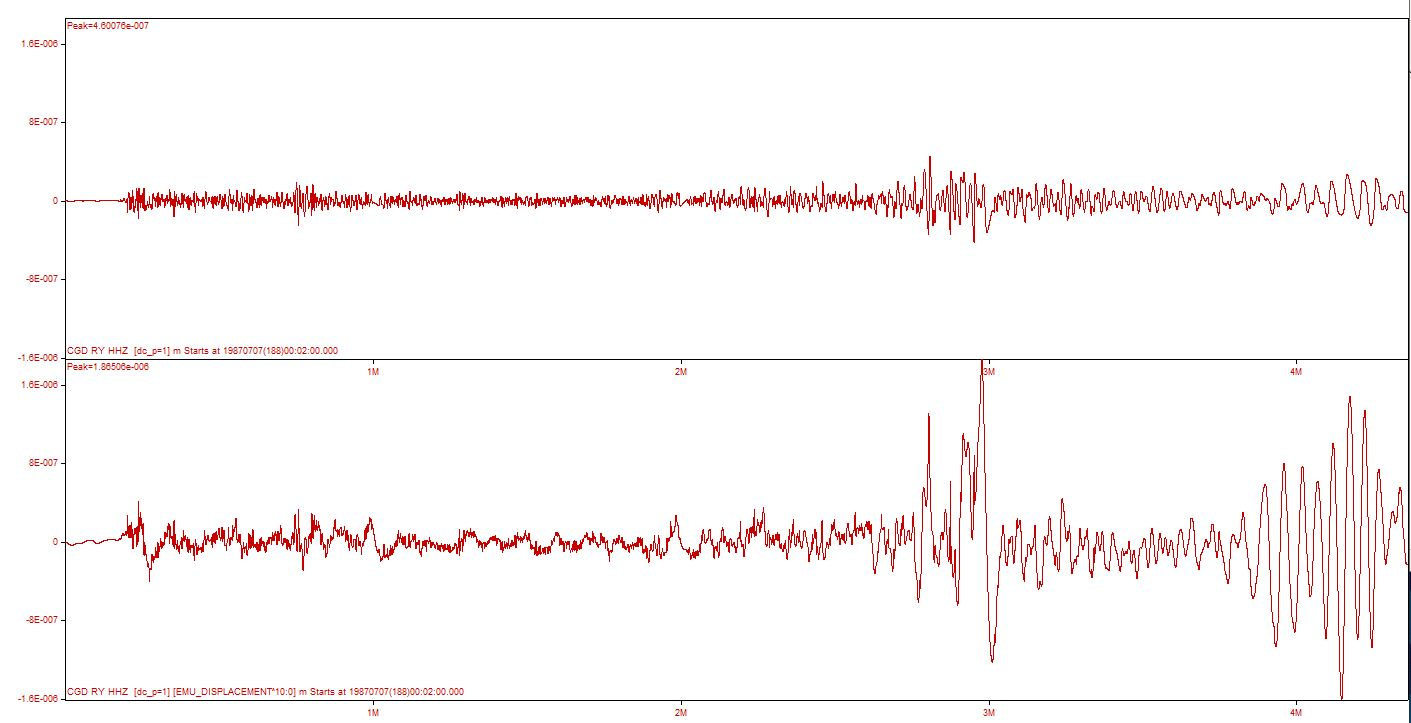 Peak=4.60076e-007
1.6E-006
8E-007
0
-8E-007
-1.6E-006
CGD RY HHZ [dc_p=1] m Starts at 19870707(188)00:02:00.000
1M 2M 3M 4M
Peak=1.86506e-006
1.6E-006
8E-007
0
-8E-007
-1.6E-006
CGD RY HHZ [dc_p=1] [EMU_DISPLACEMENT^10:0] m Starts at 19870707(188)00:02:00.000
1M 2M 3M 4M